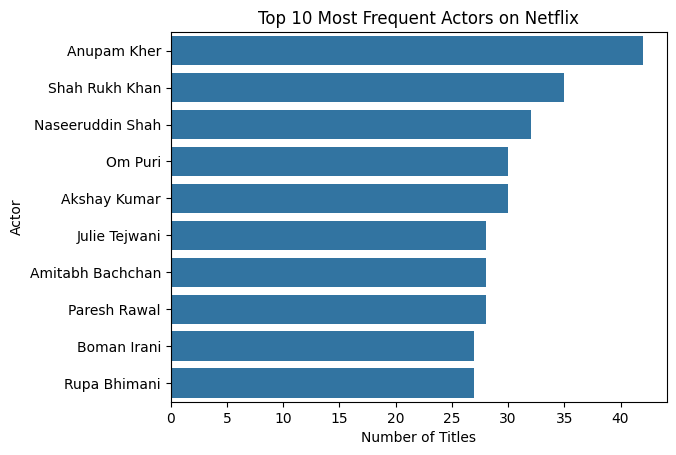 Top 10 Most Frequent Actors on Netflix
Actor
Anupam Kher
Shah Rukh Khan
Naseeruddin Shah
Om Puri
Akshay Kumar
Julie Tejwani
Amitabh Bachchan
Paresh Rawal
Boman Irani
Rupa Bhimani
0 5 10 15 20 25 30 35 40
Number of Titles